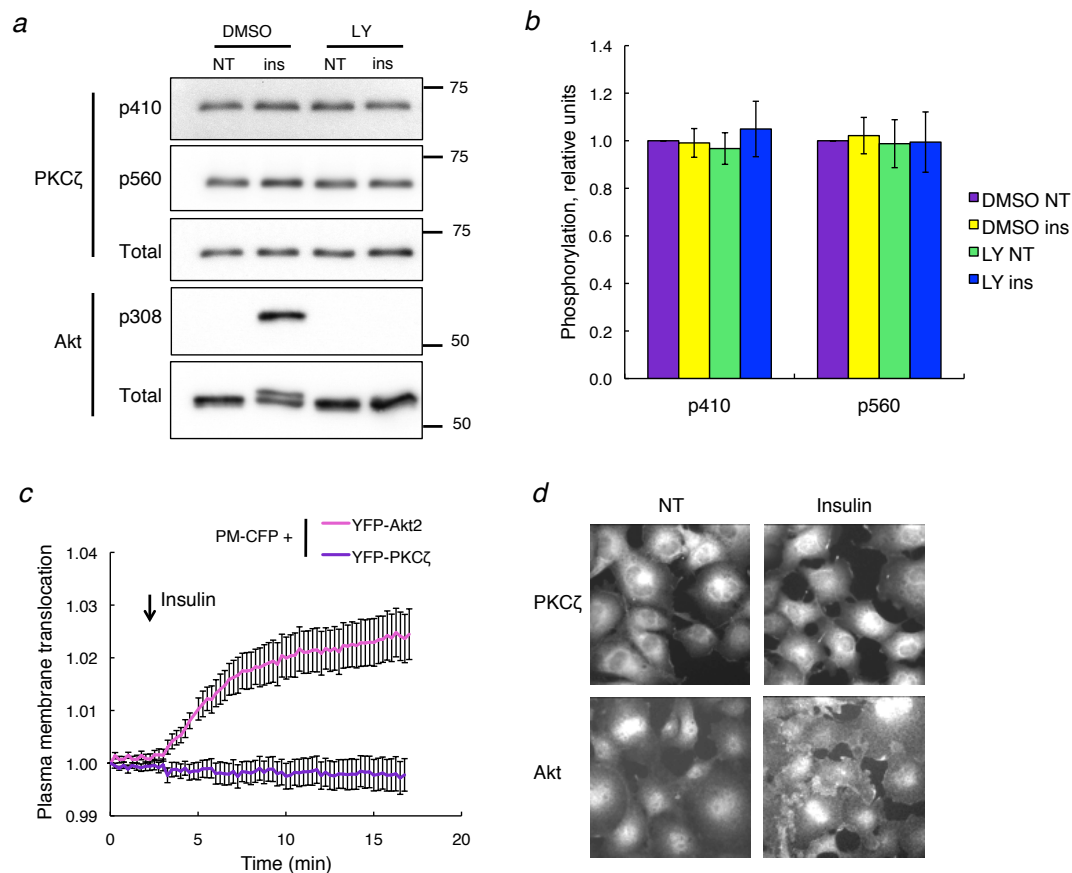 a
DMSO LY
NT ins NT ins
p410
75
PKCζ
p560
75
Total
75
Akt
p308
50
Total
50
b
Phosphorylation, relative units
1.4
1.2
1.0
0.8
0.6
0.4
0.2
0.0
p410 p560
DMSO NT
DMSO ins
LY NT
LY ins
c
PM-CFP +
YFP-Akt2
YFP-PKCζ
Insulin
Plasma membrane translocation
1.04
1.03
1.02
1.01
1.00
0.99
0 5 10 15 20
Time (min)
d
NT Insulin
PKCζ
Akt